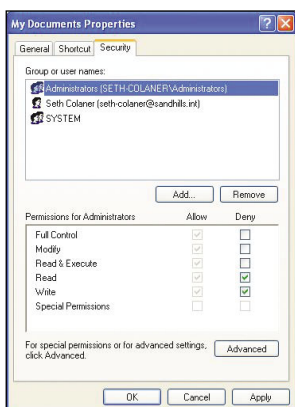 My Documents Properties
General Shortcut Security
Group or user names:
Administrators (SETH-COLANER\Administrators)
Seth Colaner (seth-colaner@sandhills.int)
SYSTEM
Add... Remove
Permissions for Administrators Allow Deny
Full Control
Modify
Read & Execute
Read
Write
Special Permissions
For special permissions or for advanced settings,
click Advanced.
Advanced
OK Cancel Apply